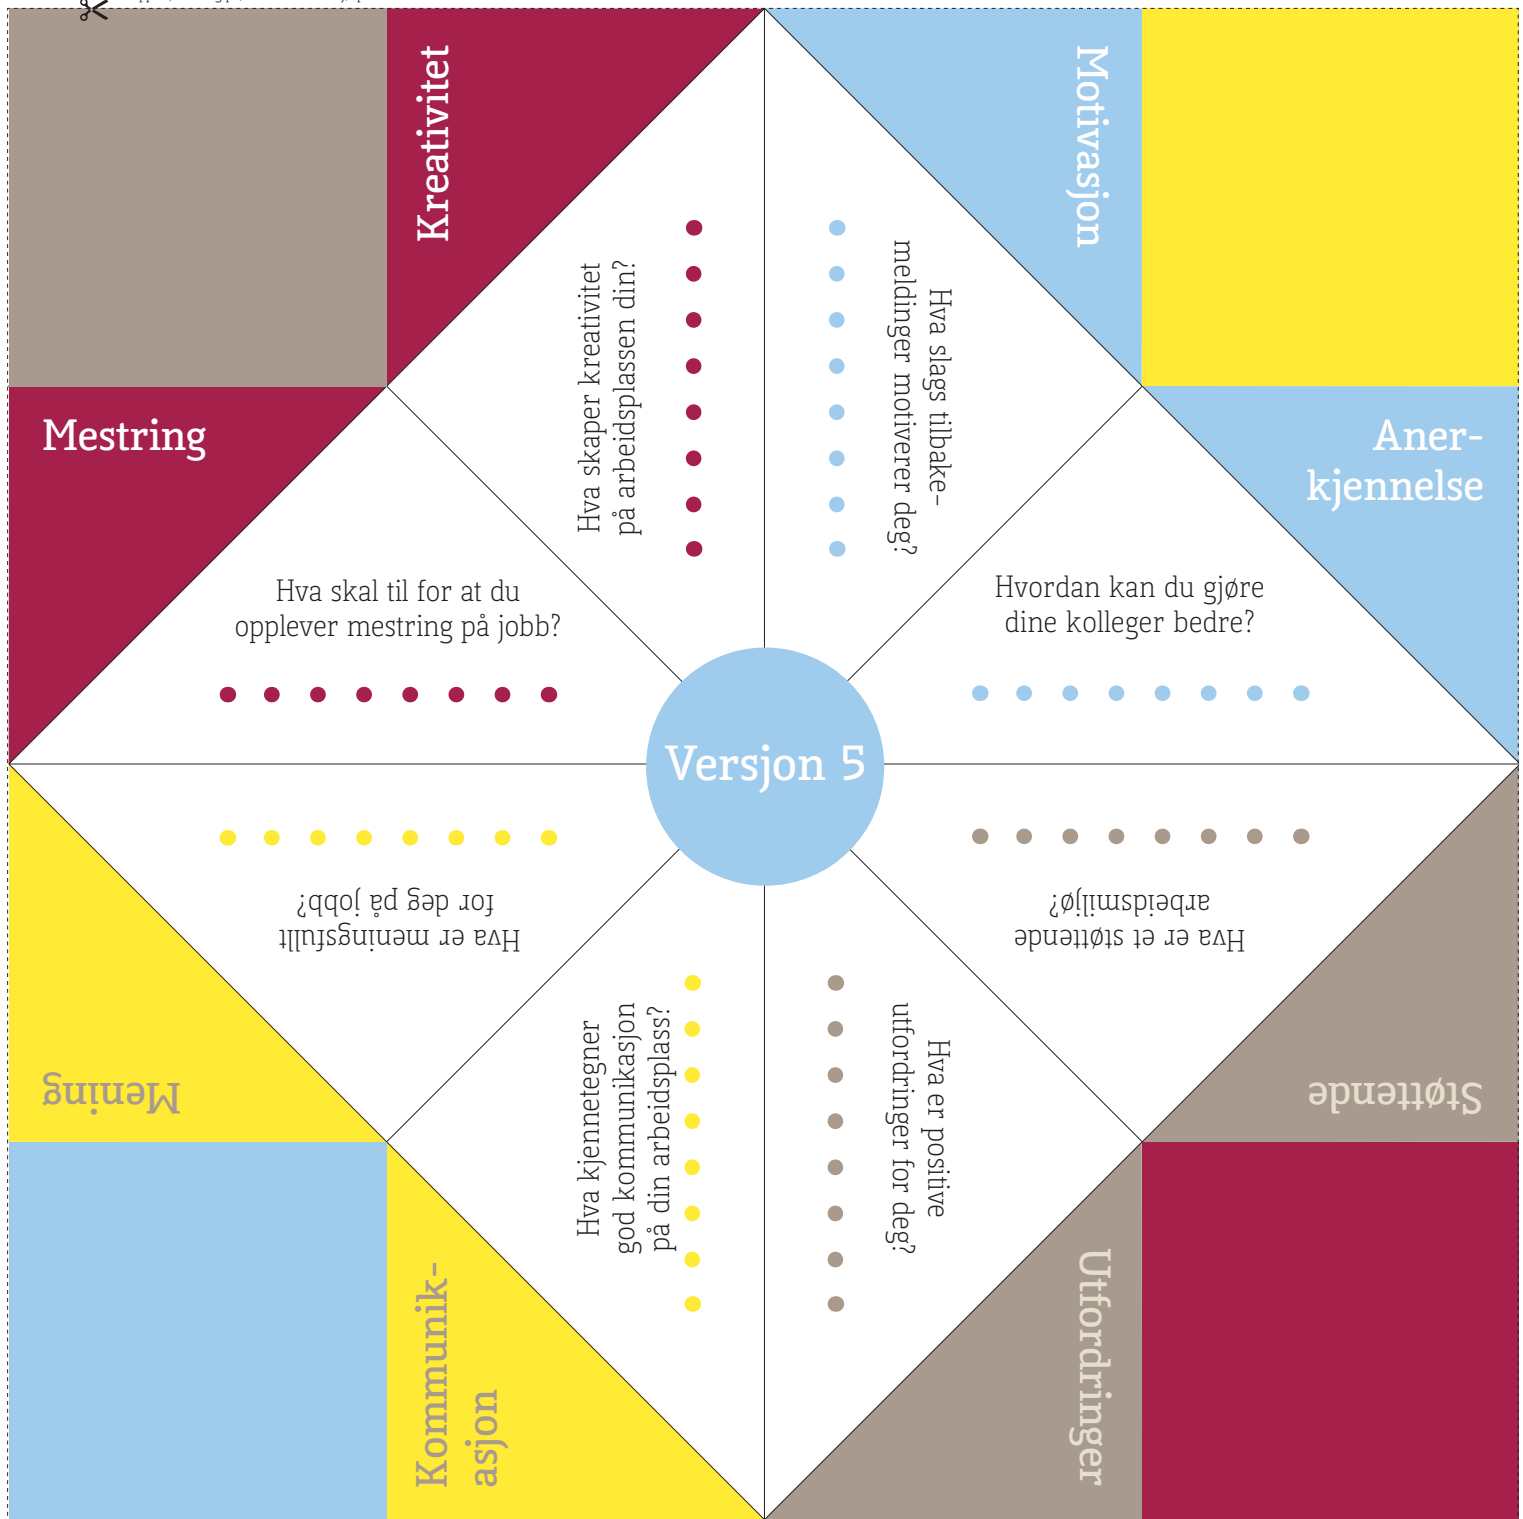 Kreativitet
Motivasjon
Mestring
Aner-
kjennelse
Hva skaper kreativitet
på arbeidsplassen din?
Hva slags tilbake-
meldinger motiverer deg?
Hva skal til for at du
opplever mestring på jobb?
Hvordan kan du gjøre
dine kolleger bedre?
Versjon 5
Hva er meningsfullt
for deg på jobb?
Hva er et støttende
arbeidsmiljø?
Hva kjennetegner
god kommunikasjon
på din arbeidsplass?
Hva er positive
utfordringer for deg?
Mening
Støttende
Kommunik-
asjon
Utfordringer